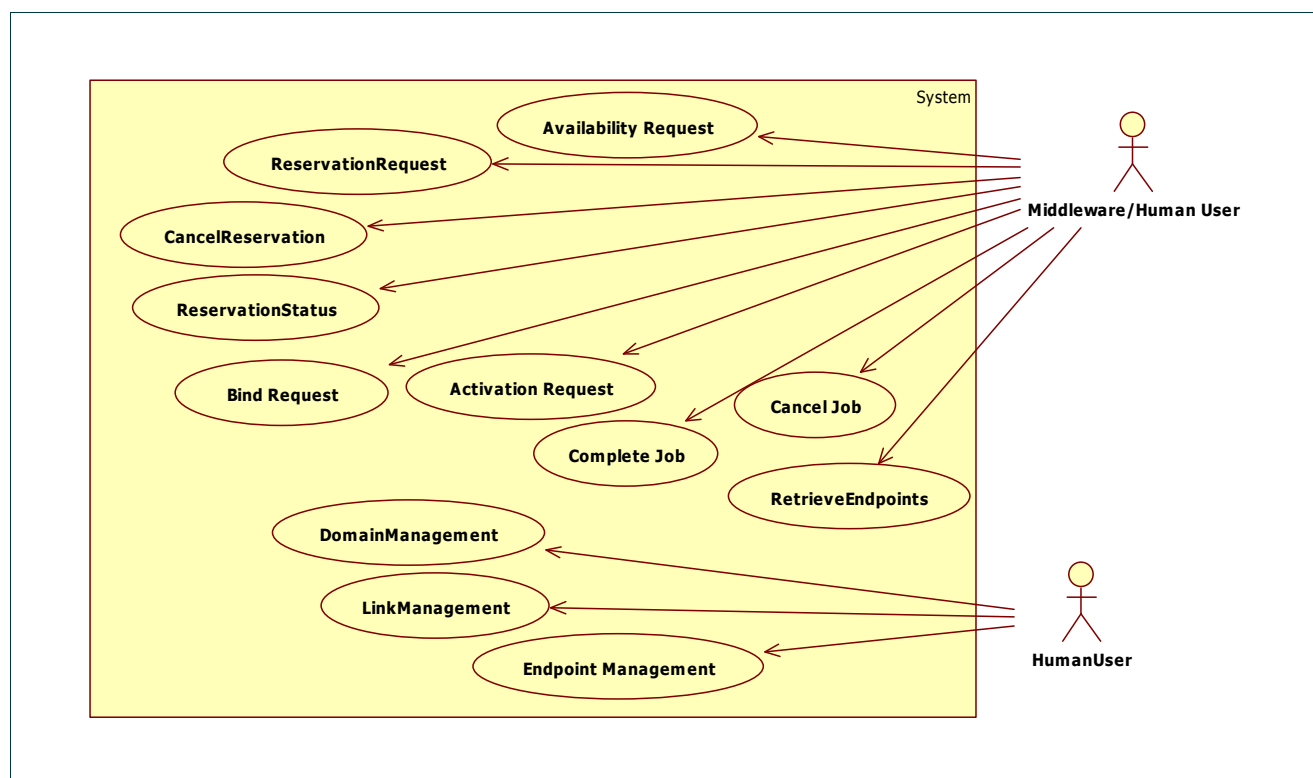 System
Availability Request
ReservationRequest
Middleware/Human User
CancelReservation
ReservationStatus
Bind Request
Activation Request
Cancel Job
Complete Job
RetrieveEndpoints
DomainManagement
LinkManagement
HumanUser
Endpoint Management